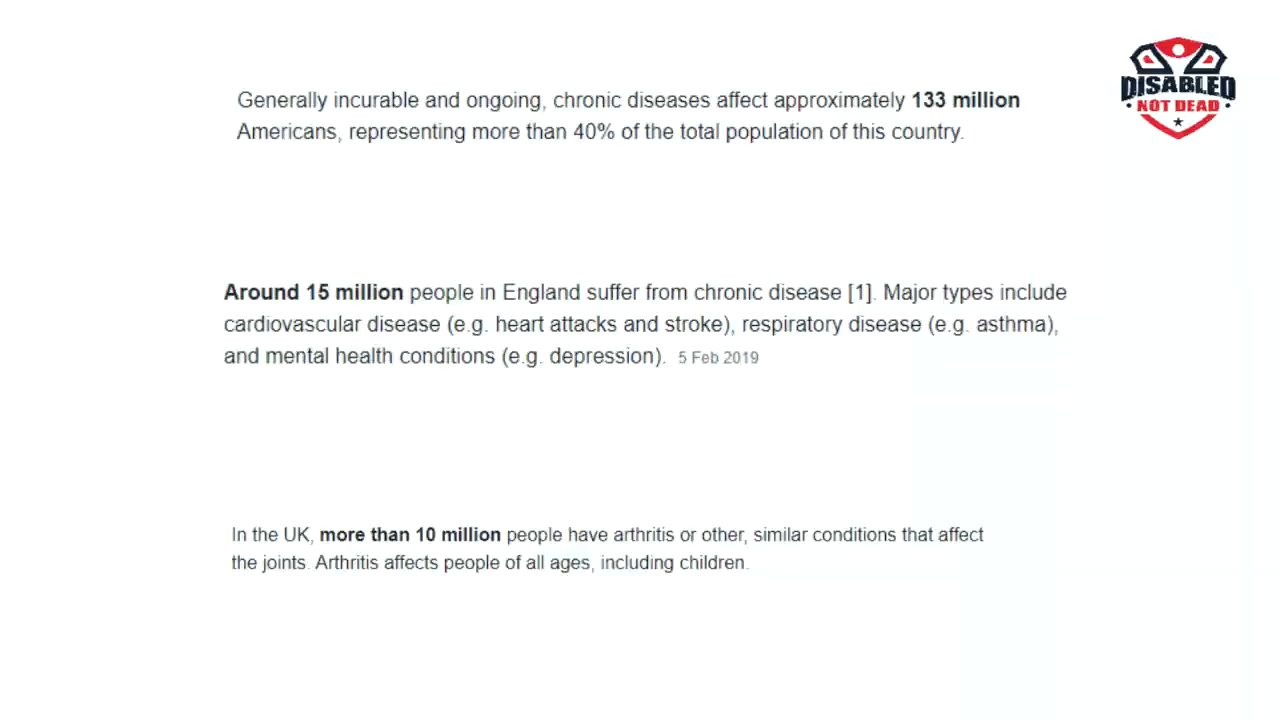 DISABLED
• NOT DEAD •
Generally incurable and ongoing, chronic diseases affect approximately 133 million
Americans, representing more than 40% of the total population of this country.
Around 15 million people in England suffer from chronic disease [1]. Major types include
cardiovascular disease (e.g. heart attacks and stroke), respiratory disease (e.g. asthma),
and mental health conditions (e.g. depression). 5 Feb 2019
In the UK, more than 10 million people have arthritis or other, similar conditions that affect
the joints. Arthritis affects people of all ages, including children.